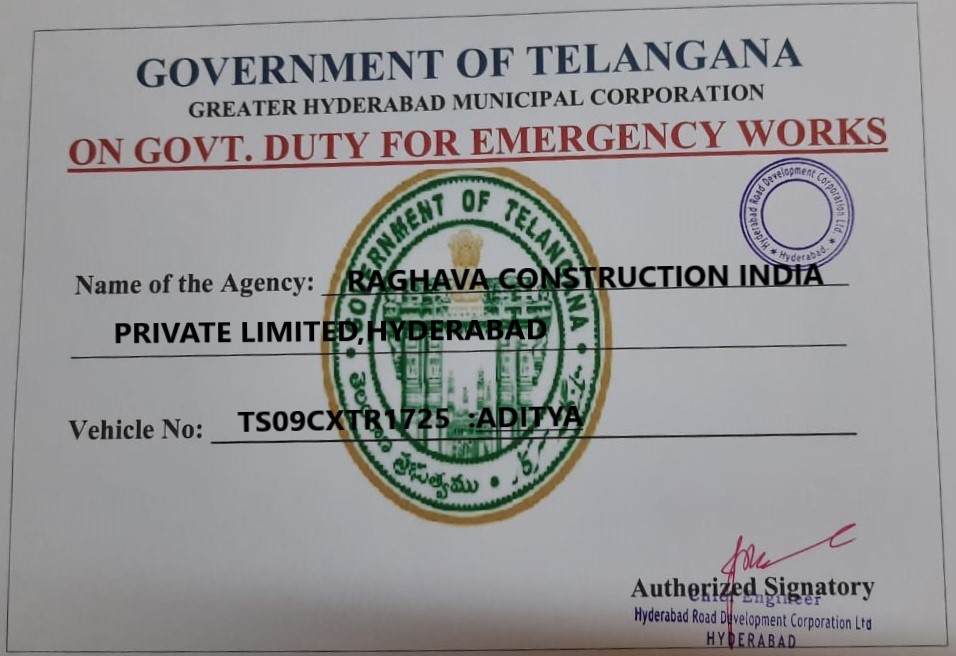 GOVERNMENT OF TELANGANA
GREATER HYDERABAD MUNICIPAL CORPORATION
ON GOVT. DUTY FOR EMERGENCY WORKS
Hyderabad Road Development Corporation Ltd.
* Hyderabad. *
GOVERNMENT OF TELANGANA
Name of the Agency: RAGHAVA CONSTRUCTION INDIA
PRIVATE LIMITED,HYDERABAD
Vehicle No: TS09CXTR1725 :ADITYA
ప్రభుత్వము
Authorized Signatory
Chief Engineer
Hyderabad Road Development Corporation Ltd
HYDERABAD